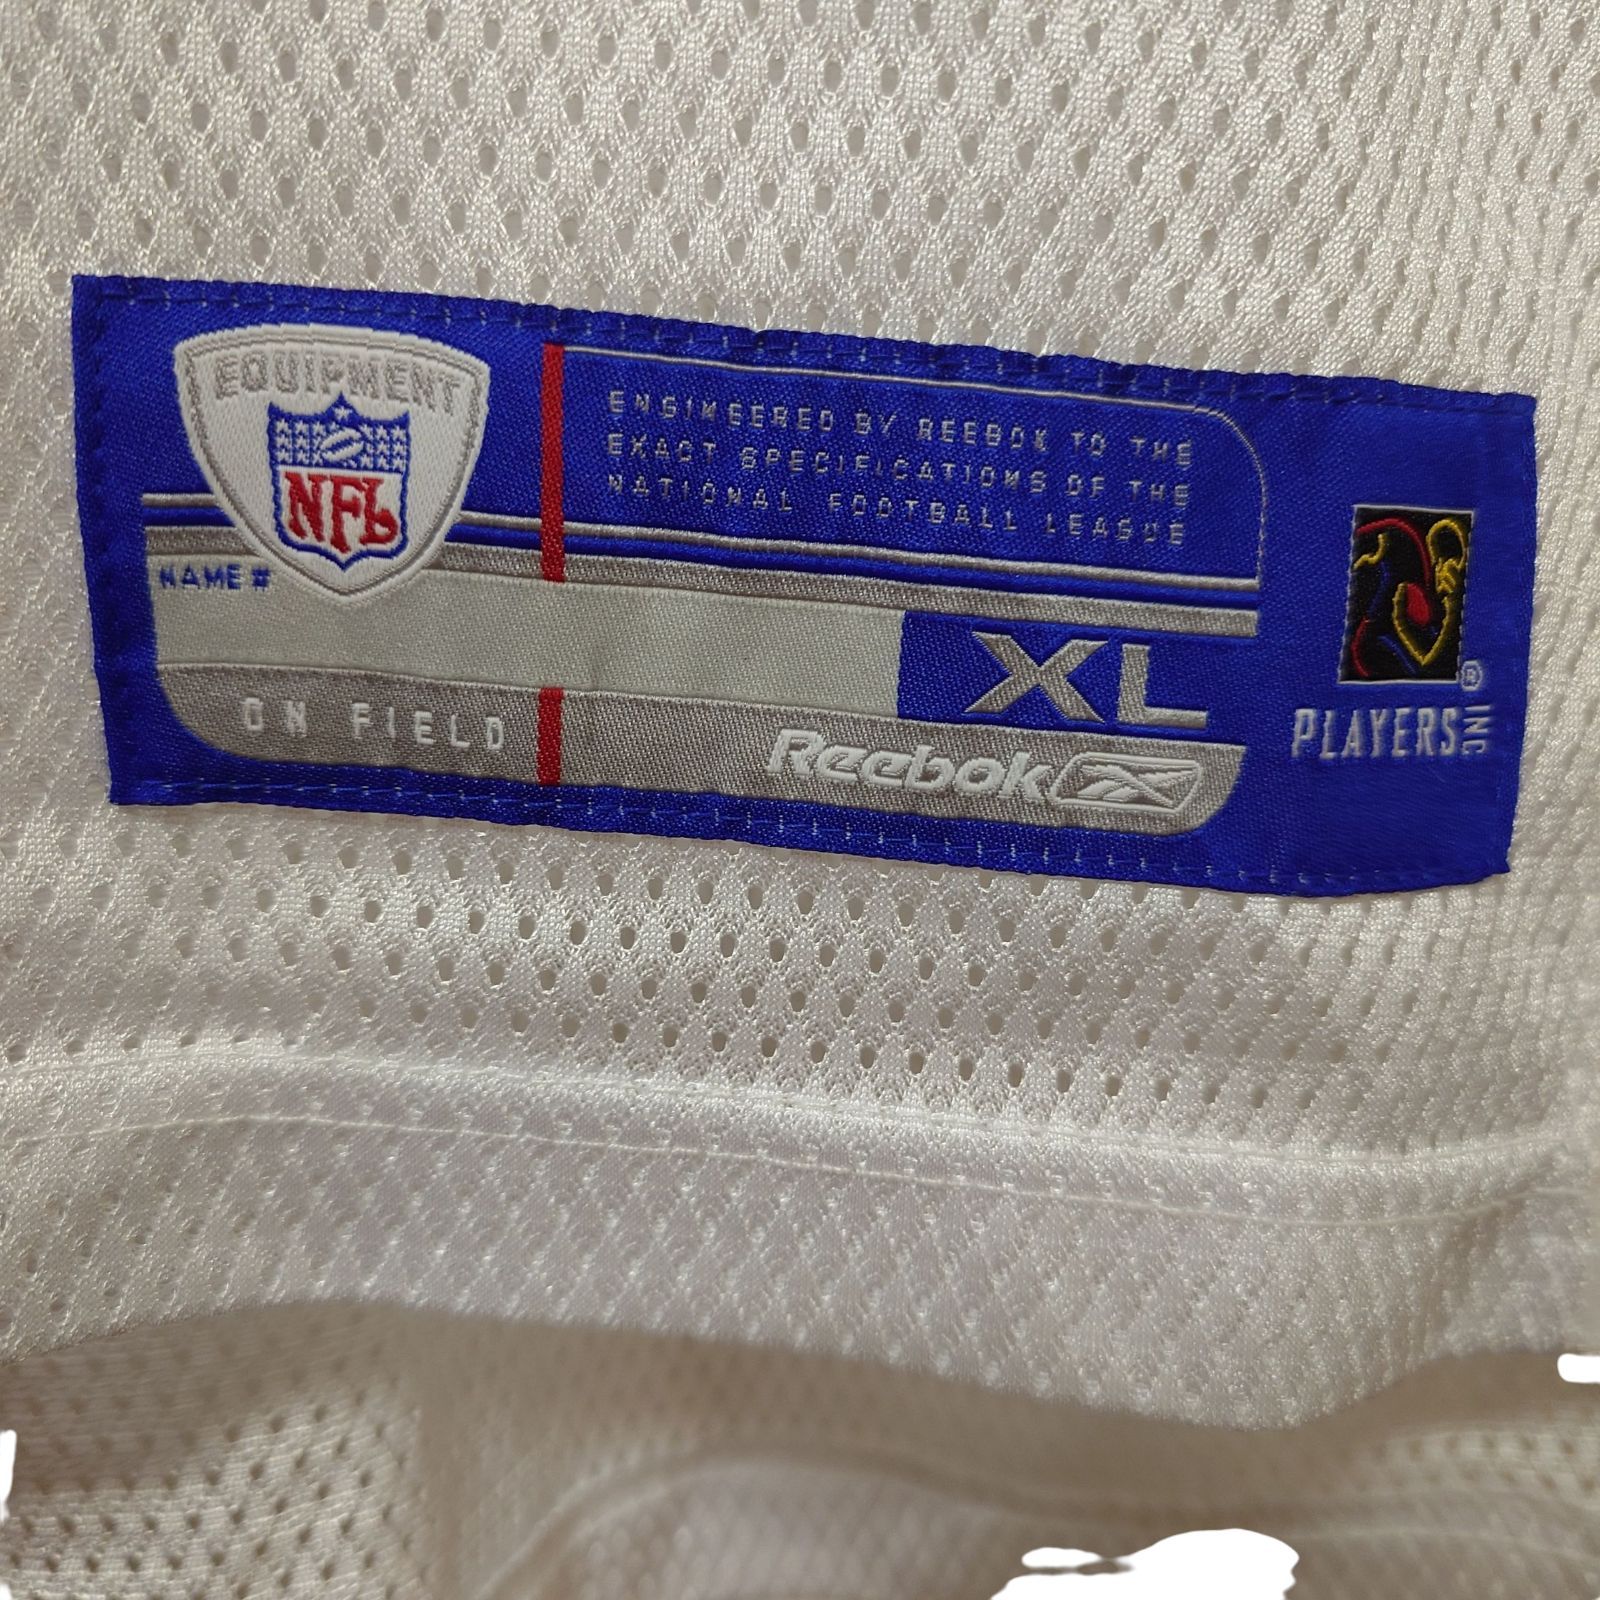 EQUIPMENT
NFL
ENGINEERED BY REEBOK TO THE
EXACT SPECIFICATIONS OF THE
NATIONAL FOOTBALL LEAGUE
NAME #
XL
ON FIELD
Reebok
®
PLAYERS INC